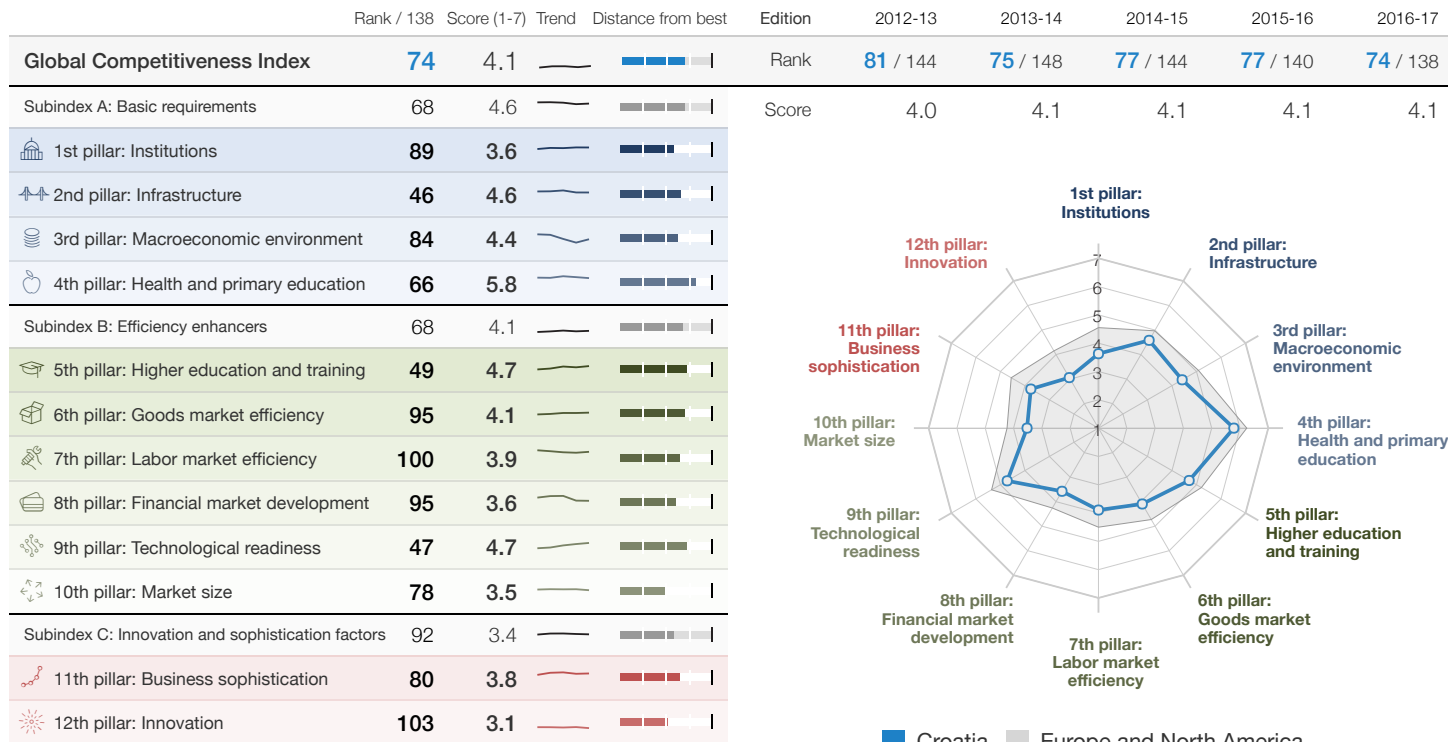 Rank / 138 Score (1-7) Trend Distance from best
Global Competitiveness Index 74 4.1
Subindex A: Basic requirements 68 4.6
1st pillar: Institutions 89 3.6
2nd pillar: Infrastructure 46 4.6
3rd pillar: Macroeconomic environment 84 4.4
4th pillar: Health and primary education 66 5.8
Subindex B: Efficiency enhancers 68 4.1
5th pillar: Higher education and training 49 4.7
6th pillar: Goods market efficiency 95 4.1
7th pillar: Labor market efficiency 100 3.9
8th pillar: Financial market development 95 3.6
9th pillar: Technological readiness 47 4.7
10th pillar: Market size 78 3.5
Subindex C: Innovation and sophistication factors 92 3.4
11th pillar: Business sophistication 80 3.8
12th pillar: Innovation 103 3.1
Edition 2012-13 2013-14 2014-15 2015-16 2016-17
Rank 81 / 144 75 / 148 77 / 144 77 / 140 74 / 138
Score 4.0 4.1 4.1 4.1 4.1
1st pillar:
Institutions
2nd pillar:
Infrastructure
3rd pillar:
Macroeconomic
environment
4th pillar:
Health and primary
education
5th pillar:
Higher education
and training
6th pillar:
Goods market
efficiency
7th pillar:
Labor market
efficiency
8th pillar:
Financial market
development
9th pillar:
Technological
readiness
10th pillar:
Market size
11th pillar:
Business
sophistication
12th pillar:
Innovation
7
6
5
4
3
2
1
Croatia Europe and North America